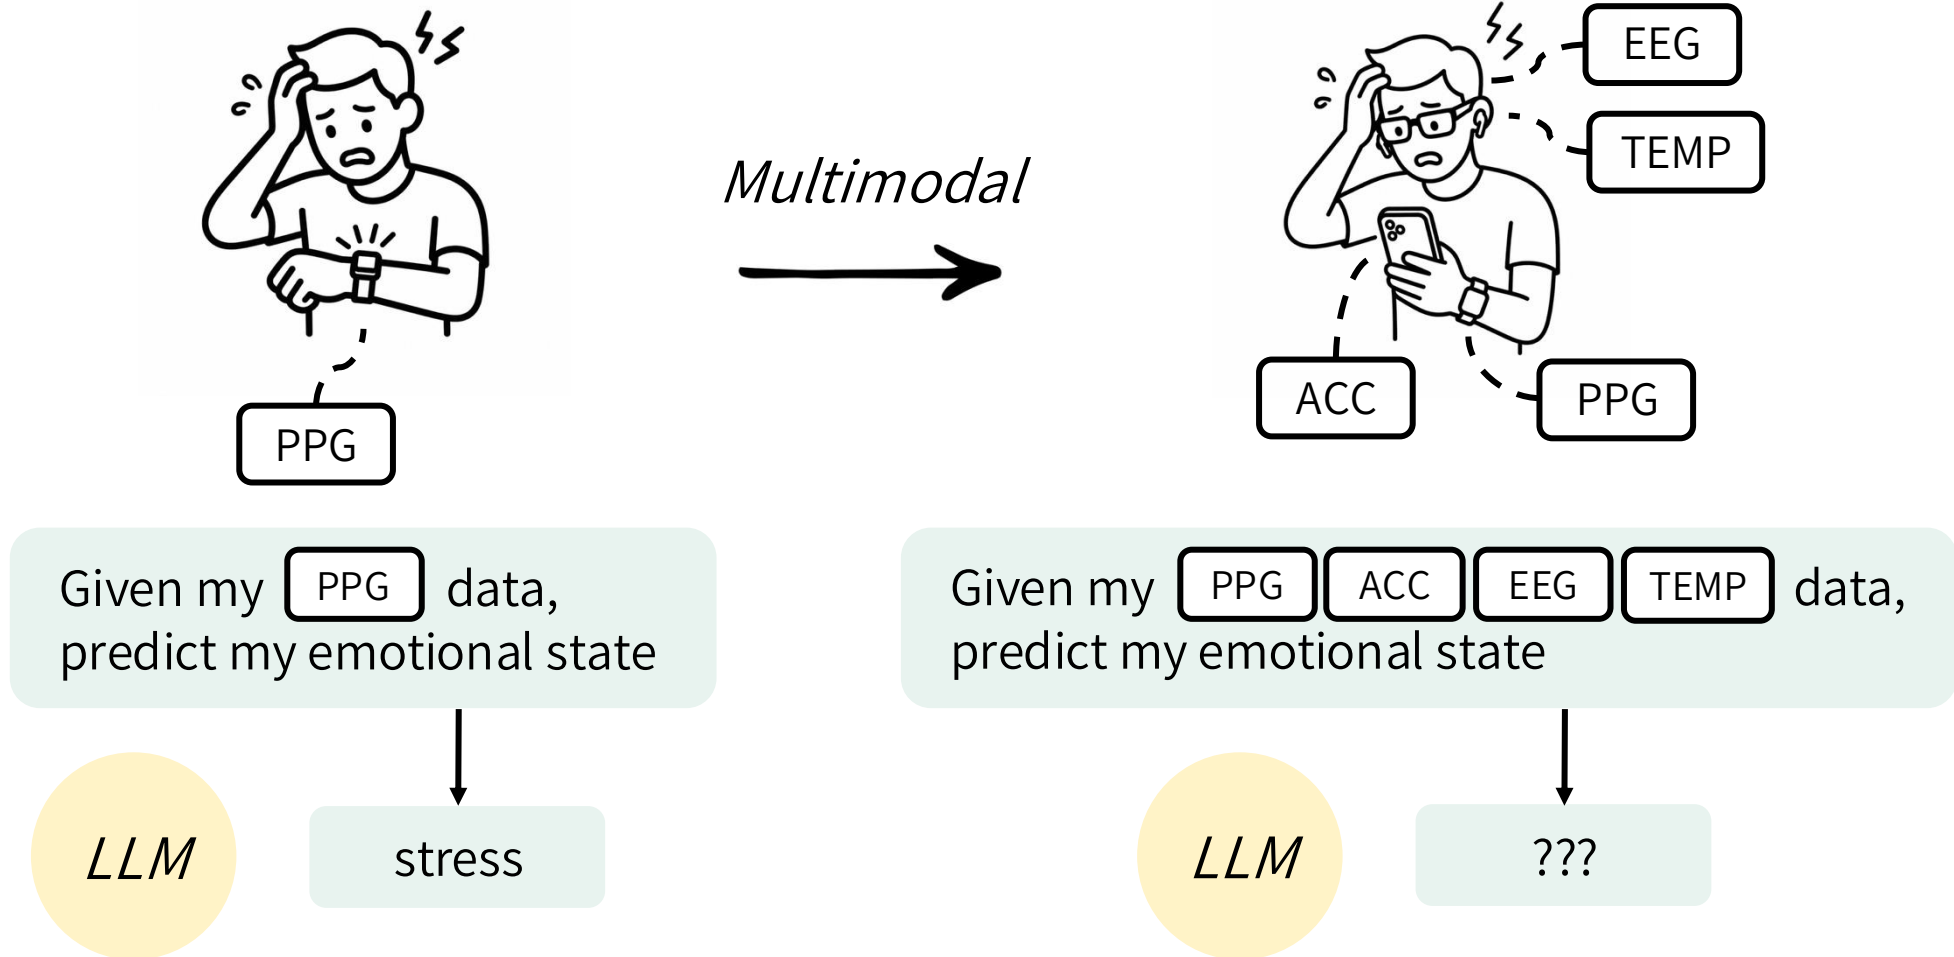 EEG
TEMP
Multimodal
ACC
PPG
PPG
Given my PPG data,
predict my emotional state
Given my PPG ACC EEG TEMP data,
predict my emotional state
LLM
stress
LLM
???